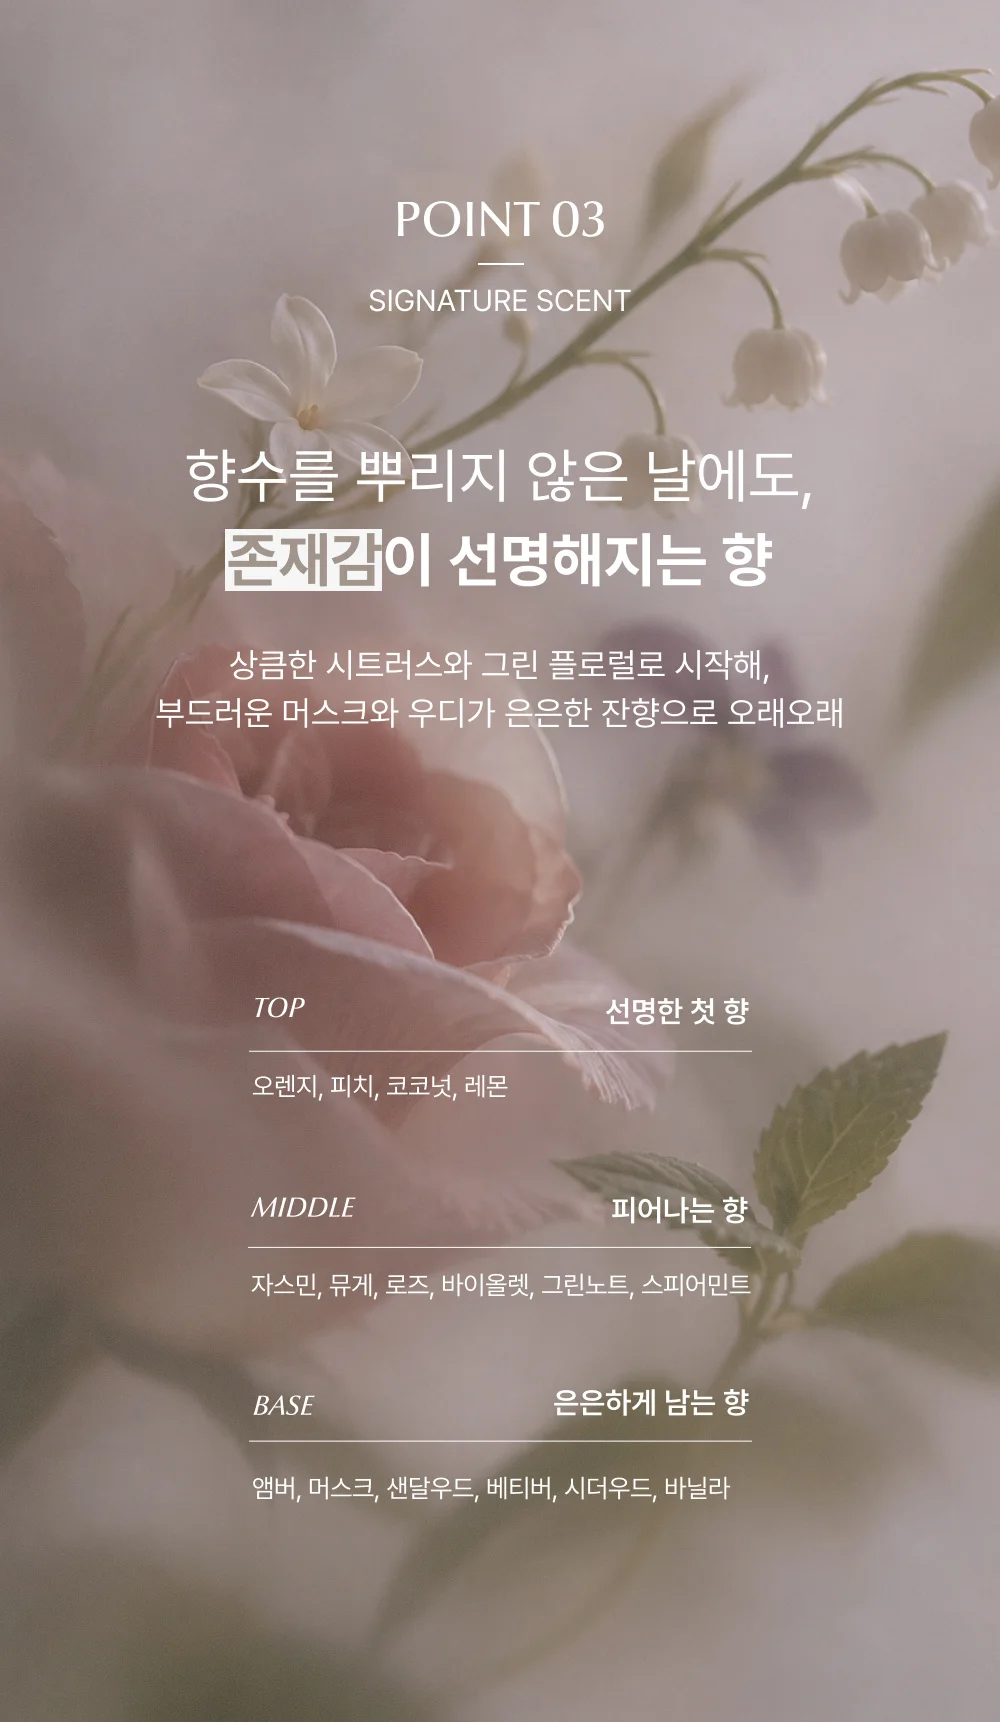 POINT 03
SIGNATURE SCENT
향수를 뿌리지 않은 날에도,
존재감이 선명해지는 향
상큼한 시트러스와 그린 플로럴로 시작해,
부드러운 머스크와 우디가 은은한 잔향으로 오래오래
TOP 선명한 첫 향
오렌지, 피치, 코코넛, 레몬
MIDDLE 피어나는 향
자스민, 뮤게, 로즈, 바이올렛, 그린노트, 스피어민트
BASE 은은하게 남는 향
앰버, 머스크, 샌달우드, 베티버, 시더우드, 바닐라